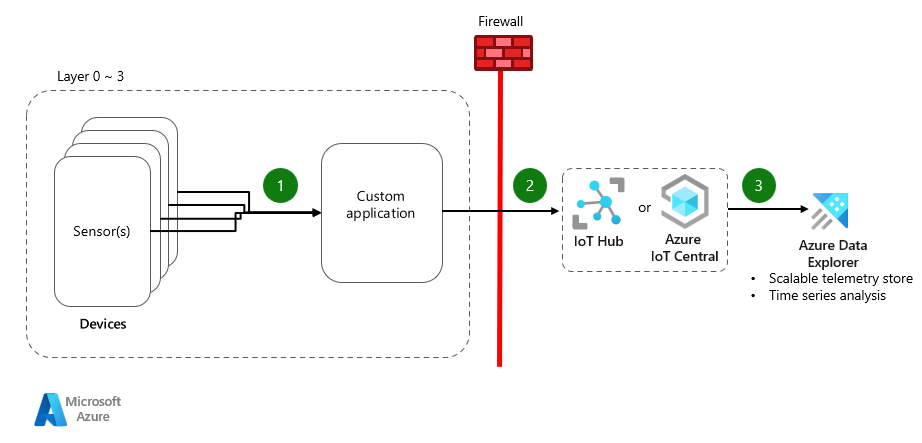 Firewall
Layer 0 ~ 3
1
2
3
Sensor(s)
Custom
application
Devices
IoT Hub
or
Azure
IoT Central
Azure Data
Explorer
• Scalable telemetry store
• Time series analysis
Microsoft
Azure